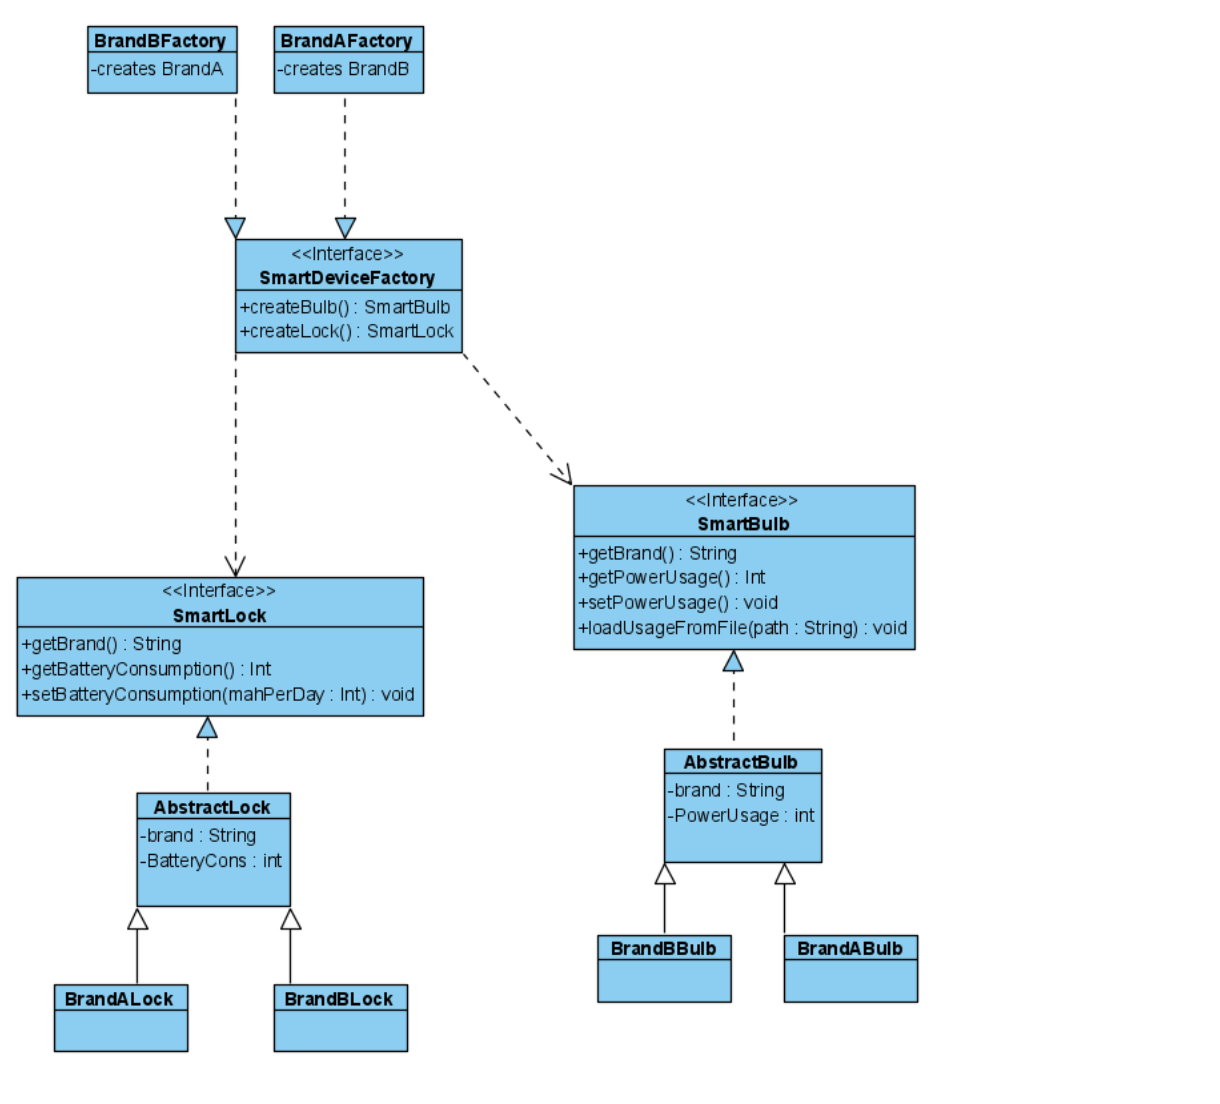 BrandBFactory
-creates BrandA
BrandAFactory
-creates BrandB
<<Interface>>
SmartDeviceFactory
+createBulb() : SmartBulb
+createLock() : SmartLock
<<Interface>>
SmartBulb
+getBrand() : String
+getPowerUsage() : Int
+setPowerUsage() : void
+loadUsageFromFile(path : String) : void
<<Interface>>
SmartLock
+getBrand() : String
+getBatteryConsumption() : Int
+setBatteryConsumption(mahPerDay : Int) : void
AbstractBulb
-brand : String
-PowerUsage : int
AbstractLock
-brand : String
-BatteryCons : int
BrandBBulb
BrandABulb
BrandALock
BrandBLock